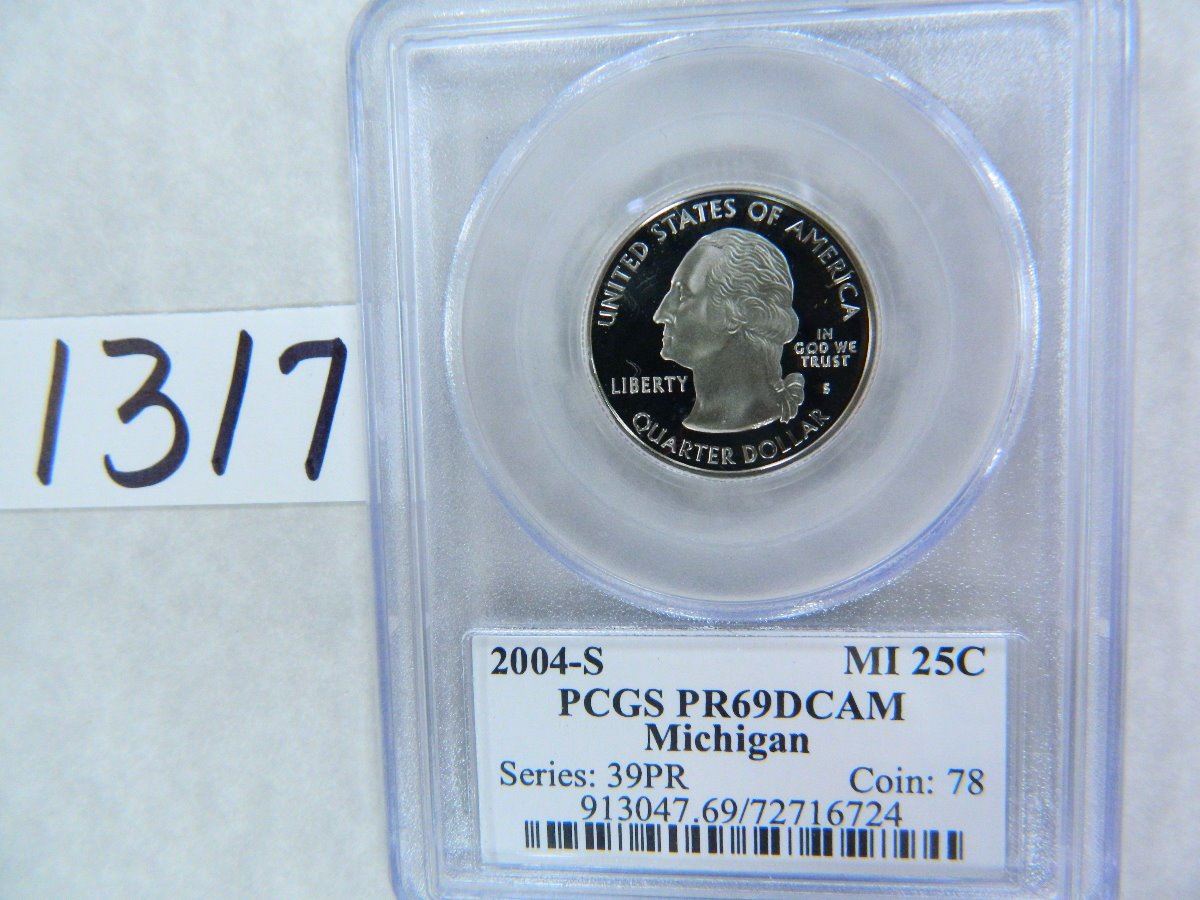 1317
UNITED STATES OF AMERICA
IN
GOD WE
TRUST
LIBERTY
S
QUARTER DOLLAR
2004-S MI 25C
PCGS PR69DCAM
Michigan
Series: 39PR Coin: 78
913047.69/72716724